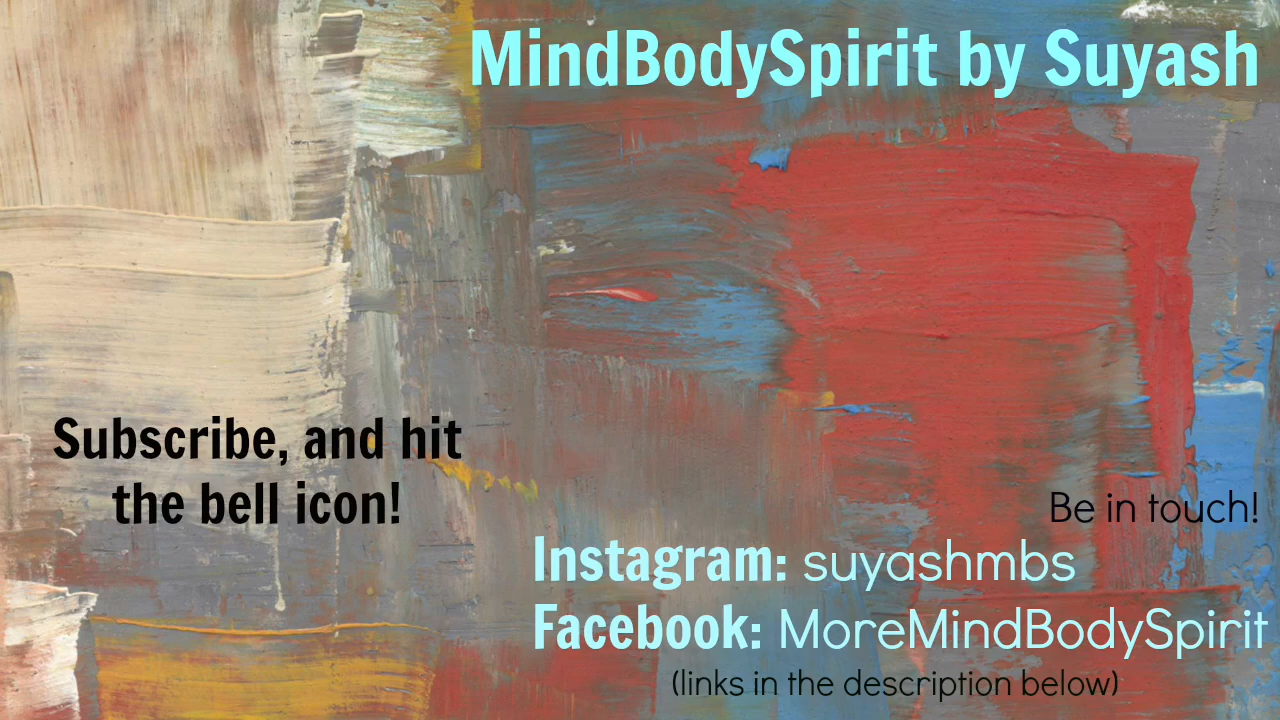 MindBodySpirit by Suyash
Subscribe, and hit
the bell icon!
Be in touch!
Instagram: suyashmbs
Facebook: MoreMindBodySpirit
(links in the description below)